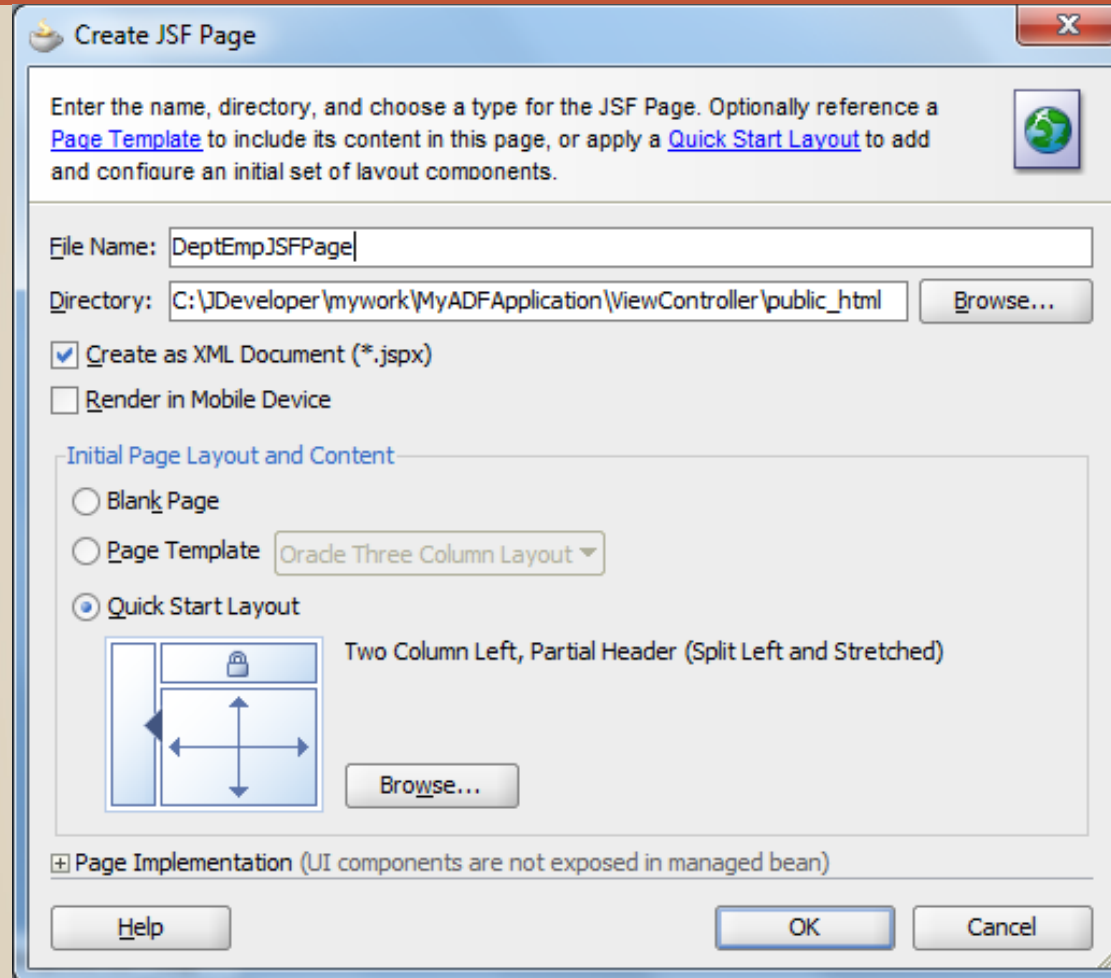 Create JSF Page
Enter the name, directory, and choose a type for the JSF Page. Optionally reference a
Page Template to include its content in this page, or apply a Quick Start Layout to add
and configure an initial set of layout components.
File Name: DeptEmpJSFPage
Directory: C:\JDeveloper\mywork\MyADFApplication\ViewController\public_html Browse...
Create as XML Document (*.jspx)
Render in Mobile Device
Initial Page Layout and Content
Blank Page
Page Template Oracle Three Column Layout
Quick Start Layout
Two Column Left, Partial Header (Split Left and Stretched)
Browse...
Page Implementation (UI components are not exposed in managed bean)
Help OK Cancel